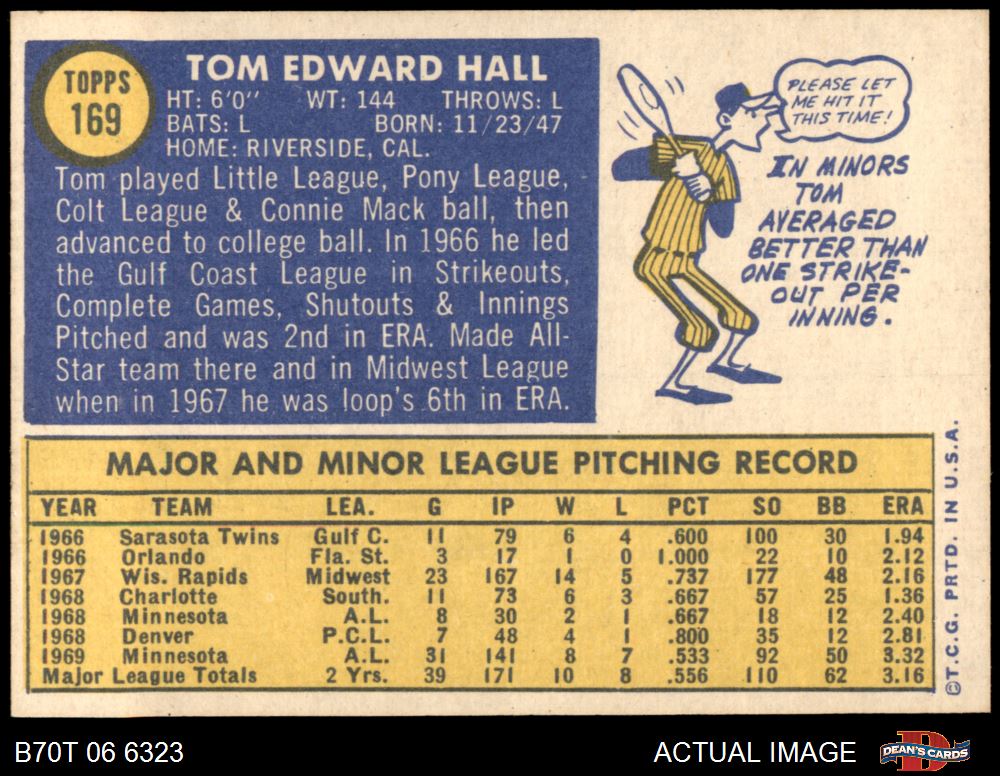 TOPPS
169
TOM EDWARD HALL
HT: 6'0" WT: 144 THROWS: L
BATS: L BORN: 11/23/47
HOME: RIVERSIDE, CAL.
Tom played Little League, Pony League,
Colt League & Connie Mack ball, then
advanced to college ball. In 1966 he led
the Gulf Coast League in Strikeouts,
Complete Games, Shutouts & Innings
Pitched and was 2nd in ERA. Made All-
Star team there and in Midwest League
when in 1967 he was loop's 6th in ERA.
PLEASE LET
ME HIT IT
THIS TIME!
IN MINORS
TOM
AVERAGED
BETTER THAN
ONE STRIKE-
OUT PER
INNING.
MAJOR AND MINOR LEAGUE PITCHING RECORD
YEAR TEAM LEA. G IP W L PCT SO BB ERA
1966 Sarasota Twins Gulf C. 11 79 6 4 .600 100 30 1.94
1966 Orlando Fla. St. 3 17 1 0 1.000 22 10 2.12
1967 Wis. Rapids Midwest 23 167 14 5 .737 177 48 2.16
1968 Charlotte South. 11 73 6 3 .667 57 25 1.36
1968 Minnesota A.L. 8 30 2 1 .667 18 12 2.40
1968 Denver P.C.L. 7 48 4 1 .800 35 12 2.81
1969 Minnesota A.L. 31 141 8 7 .533 92 50 3.32
Major League Totals 2 Yrs. 39 171 10 8 .556 110 62 3.16
©T.C.G. PRTD. IN U.S.A.
B70T 06 6323
ACTUAL IMAGE
D
DEAN'S CARDS